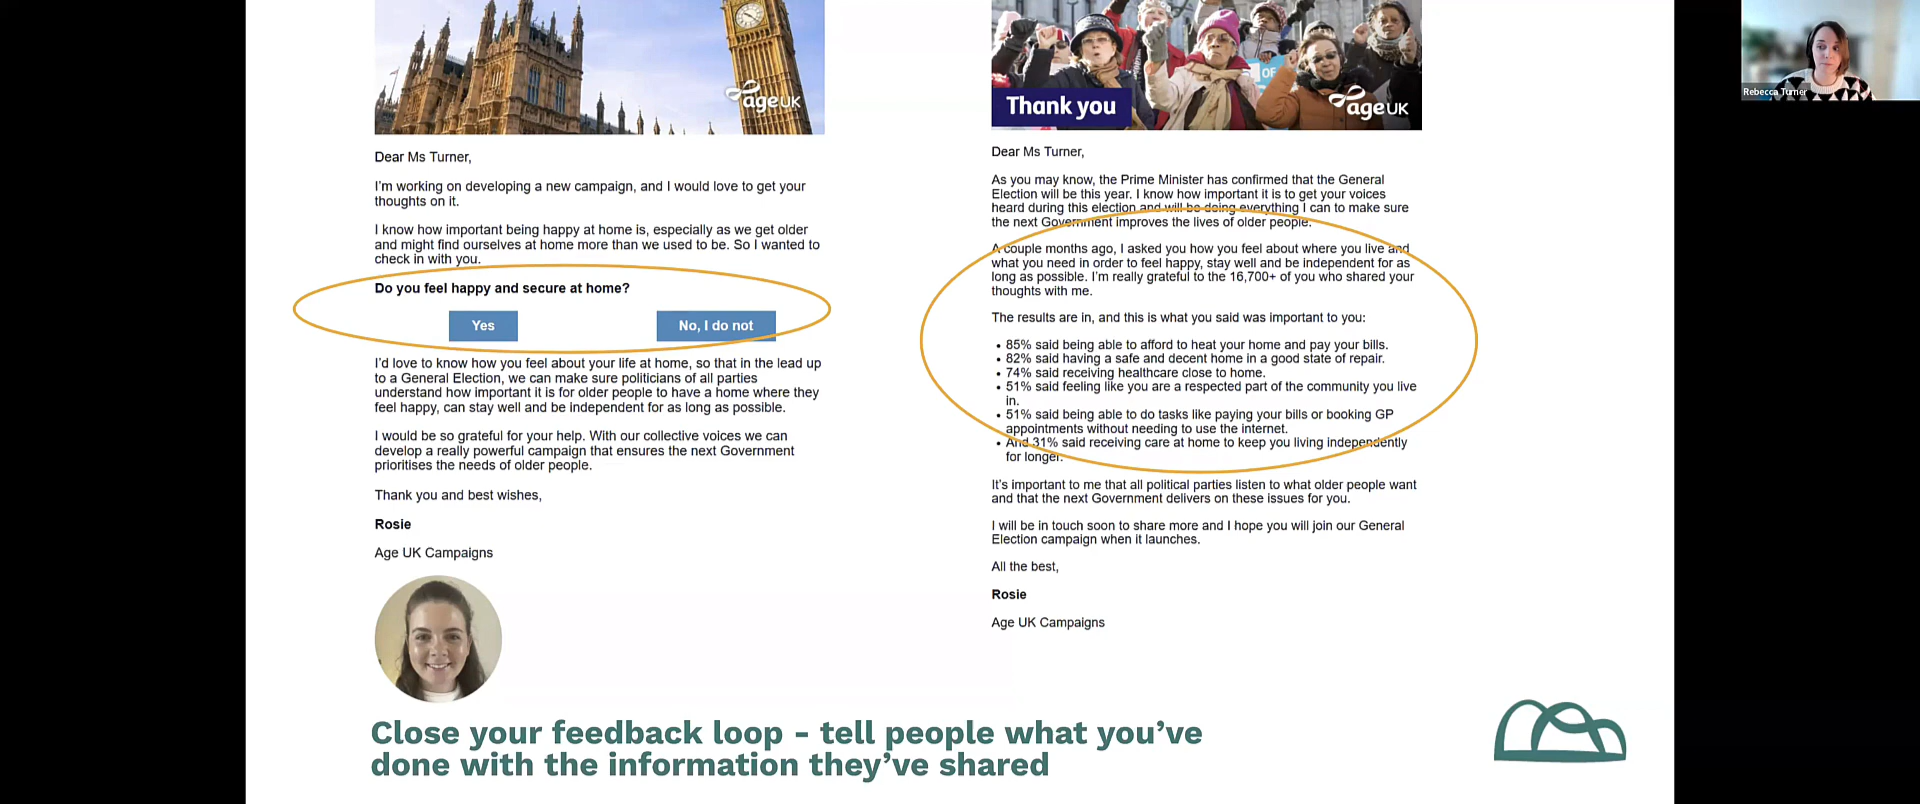 ageUK
Dear Ms Turner,
I'm working on developing a new campaign, and I would love to get your
thoughts on it.
I know how important being happy at home is, especially as we get older
and might find ourselves at home more than we used to be. So I wanted to
check in with you.
Do you feel happy and secure at home?
Yes
No, I do not
I'd love to know how you feel about your life at home, so that in the lead up
to a General Election, we can make sure politicians of all parties
understand how important it is for older people to have a home where they
feel happy, can stay well and be independent for as long as possible.
I would be so grateful for your help. With our collective voices we can
develop a really powerful campaign that ensures the next Government
prioritises the needs of older people.
Thank you and best wishes,
Rosie
Age UK Campaigns
OF
Thank you
ageUK
Dear Ms Turner,
As you may know, the Prime Minister has confirmed that the General
Election will be this year. I know how important it is to get your voices
heard during this election and will be doing everything I can to make sure
the next Government improves the lives of older people.
A couple months ago, I asked you how you feel about where you live and
what you need in order to feel happy, stay well and be independent for as
long as possible. I'm really grateful to the 16,700+ of you who shared your
thoughts with me.
The results are in, and this is what you said was important to you:
• 85% said being able to afford to heat your home and pay your bills.
• 82% said having a safe and decent home in a good state of repair.
• 74% said receiving healthcare close to home.
• 51% said feeling like you are a respected part of the community you live
in.
• 51% said being able to do tasks like paying your bills or booking GP
appointments without needing to use the internet.
• And 31% said receiving care at home to keep you living independently
for longer.
It's important to me that all political parties listen to what older people want
and that the next Government delivers on these issues for you.
I will be in touch soon to share more and I hope you will join our General
Election campaign when it launches.
All the best,
Rosie
Age UK Campaigns
Close your feedback loop - tell people what you've
done with the information they've shared
Rebecca Turner